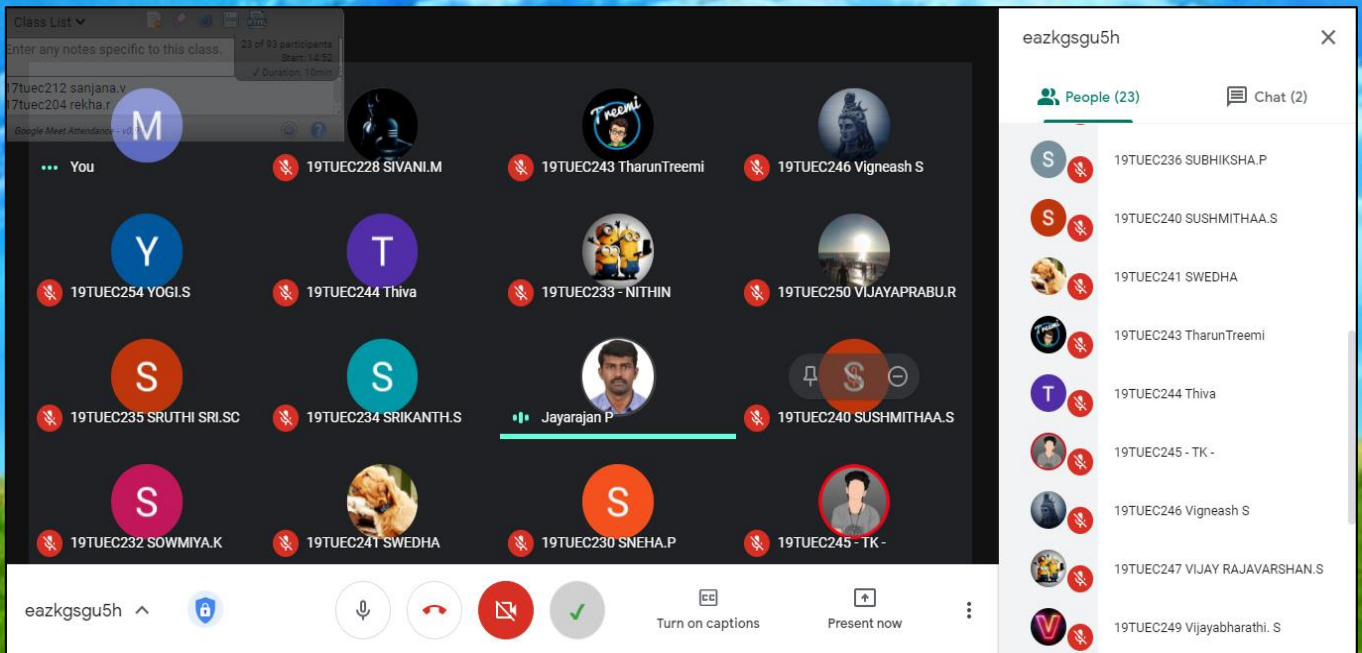 Class List
Enter any notes specific to this class.
23 of 93 participants
Start: 14:52
✓ Duration: 10min
17tuec212 sanjana.v
17tuec204 rekha.r
Google Meet Attendance - v0.9
M
You
19TUEC228 SIVANI.M
Treemi
19TUEC243 TharunTreemi
19TUEC246 Vigneash S
Y
19TUEC254 YOGI.S
T
19TUEC244 Thiva
19TUEC233 - NITHIN
19TUEC250 VIJAYAPRABU.R
S
19TUEC235 SRUTHI SRI.SC
S
19TUEC234 SRIKANTH.S
Jayarajan P
S
19TUEC240 SUSHMITHAA.S
S
19TUEC232 SOWMIYA.K
19TUEC241 SWEDHA
S
19TUEC230 SNEHA.P
19TUEC245 - TK -
eazkgsgu5h
CC
Turn on captions
Present now
eazkgsgu5h
People (23)
Chat (2)
S
19TUEC236 SUBHIKSHA.P
S
19TUEC240 SUSHMITHAA.S
19TUEC241 SWEDHA
Treemi
19TUEC243 TharunTreemi
T
19TUEC244 Thiva
19TUEC245 - TK -
19TUEC246 Vigneash S
19TUEC247 VIJAY RAJAVARSHAN.S
V
19TUEC249 Vijayabharathi. S